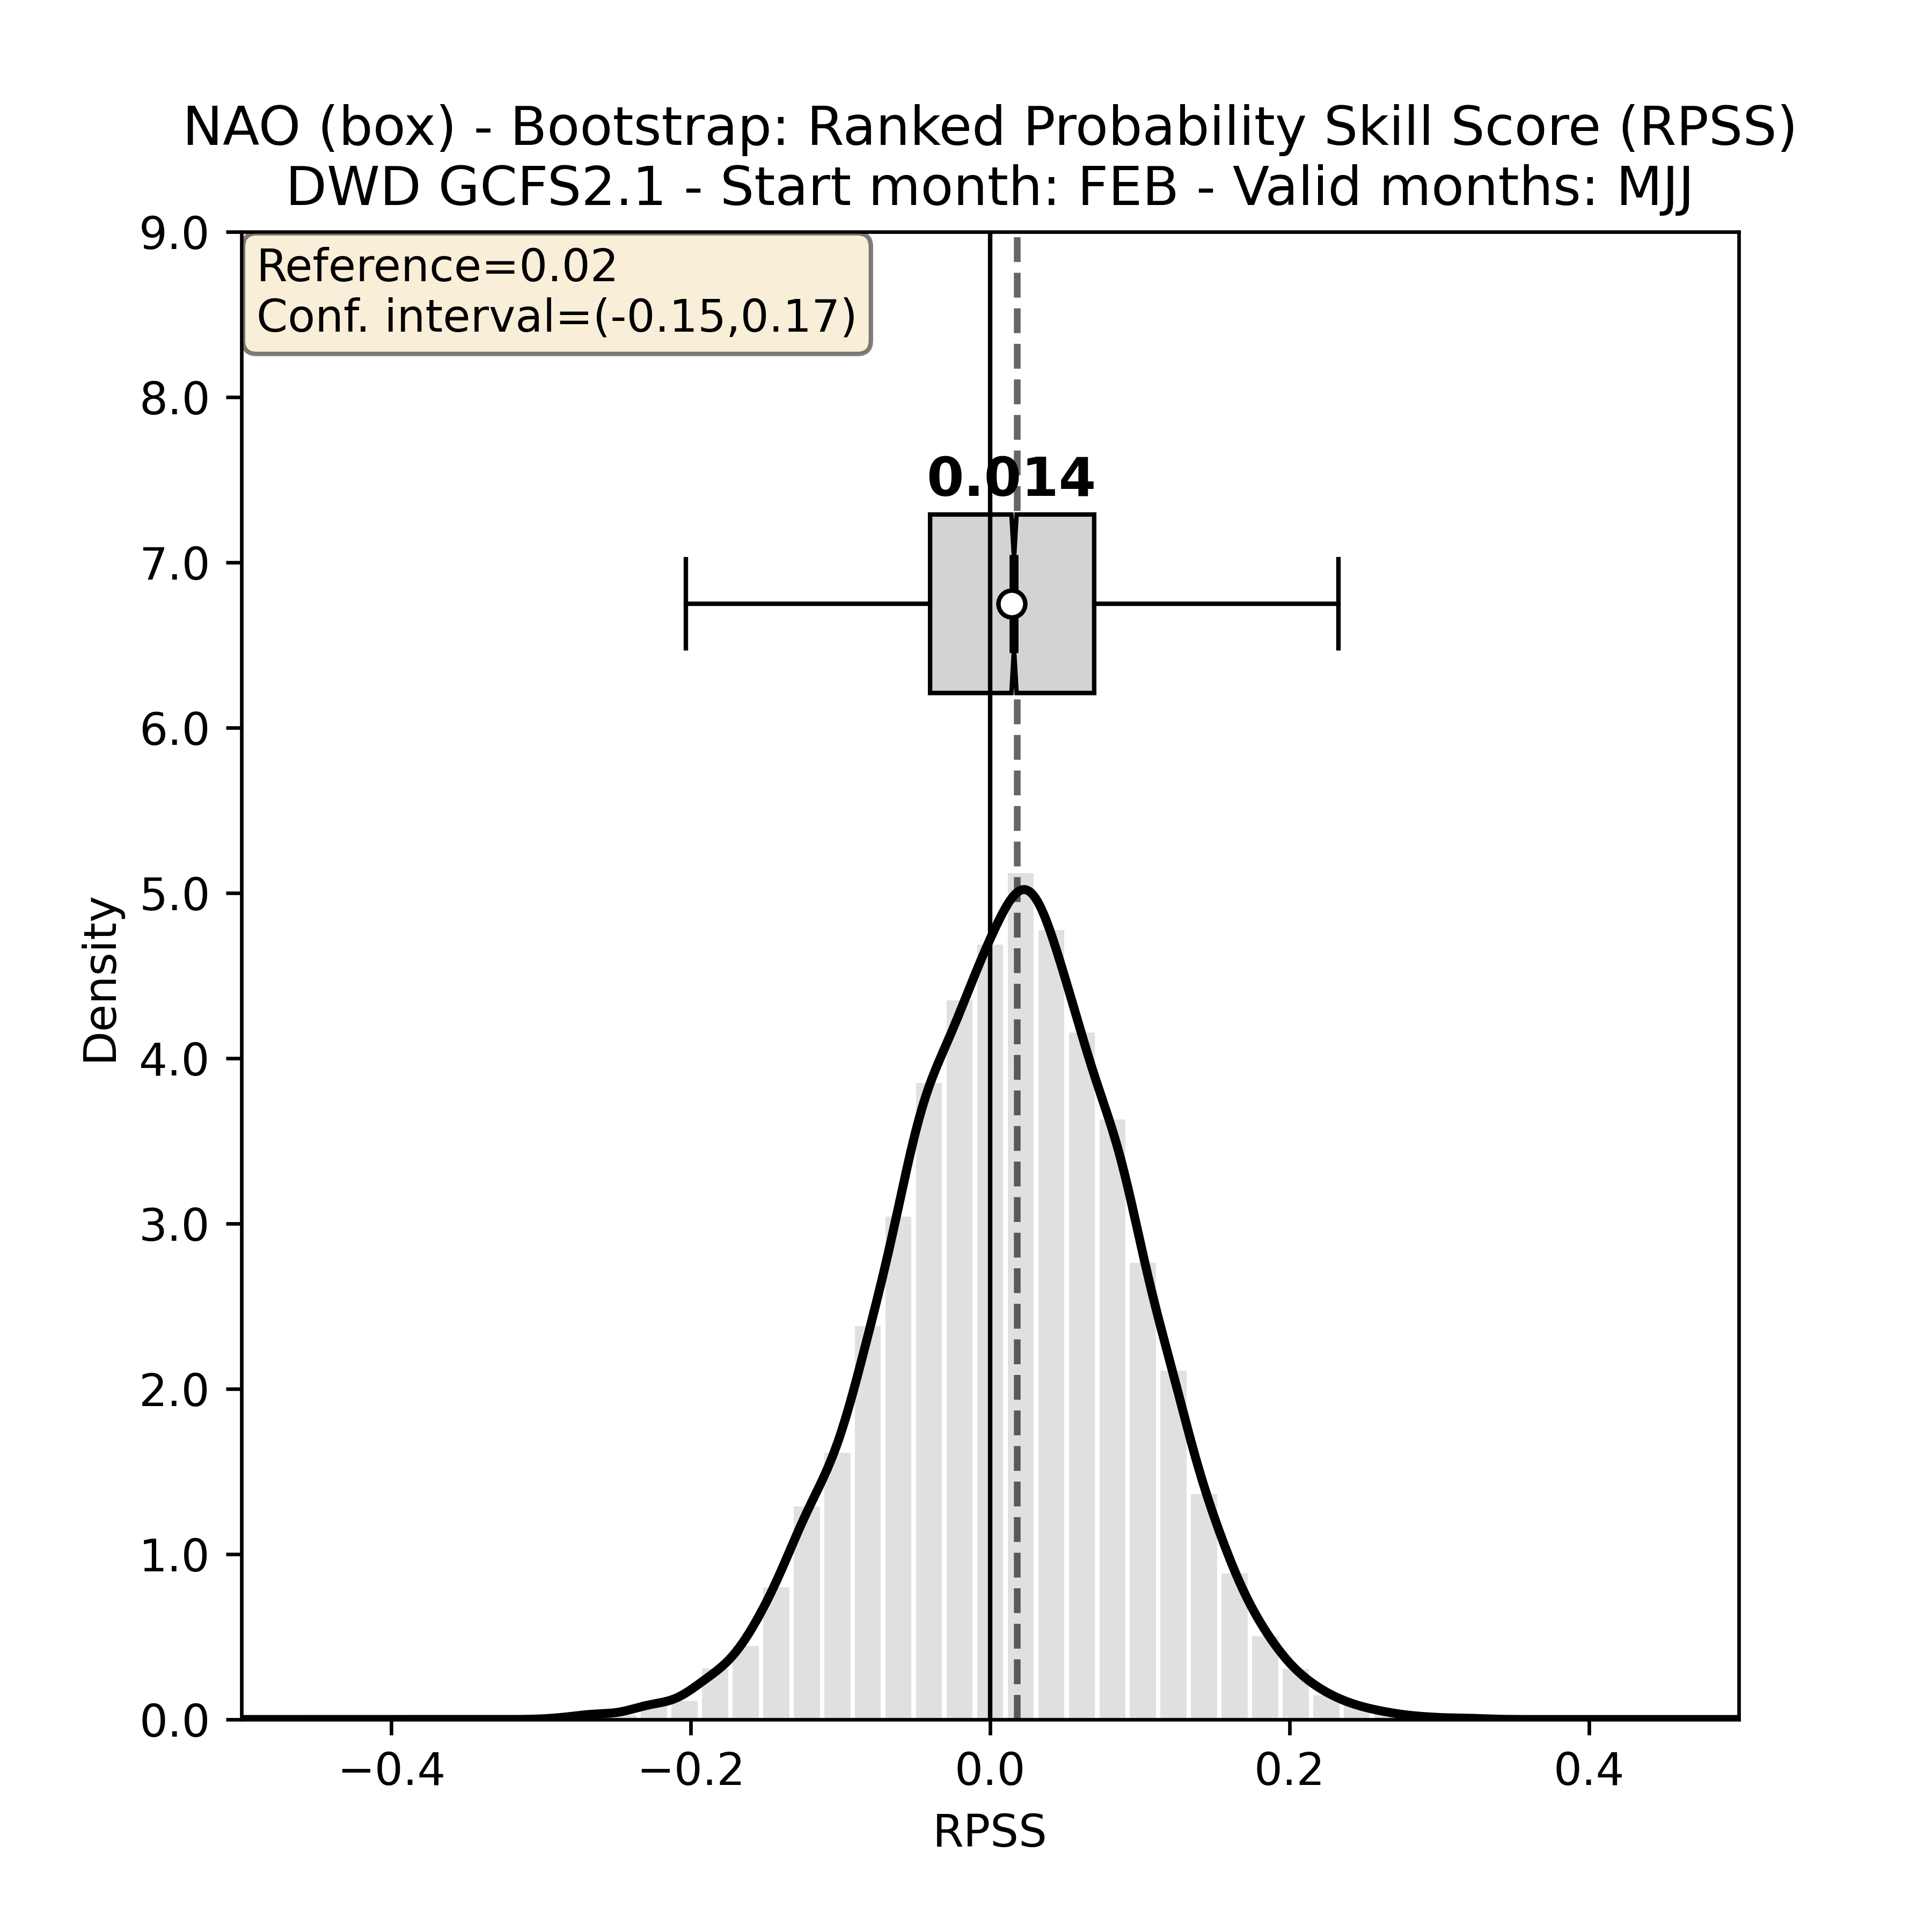 NAO (box) - Bootstrap: Ranked Probability Skill Score (RPSS)
DWD GCFS2.1 - Start month: FEB - Valid months: MJJ
Reference=0.02
Conf. interval=(-0.15,0.17)
0.014
9.0
8.0
7.0
6.0
5.0
4.0
3.0
2.0
1.0
0.0
Density
−0.4
−0.2
0.0
0.2
0.4
RPSS